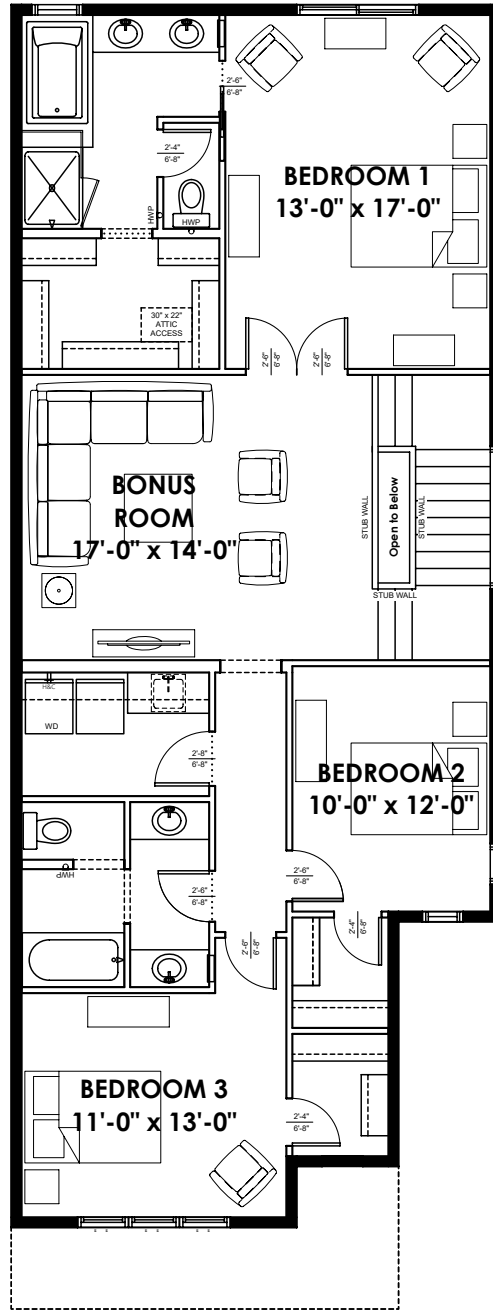 2'-6"
6'-8"
2'-4"
6'-8"
HWP
HWP
BEDROOM 1
13'-0" x 17'-0"
30" x 22"
ATTIC
ACCESS
2'-6"
6'-8"
2'-6"
6'-8"
BONUS
ROOM
17'-0" x 14'-0"
STUB WALL
Open to Below
STUB WALL
STUB WALL
H&C
WD
2'-8"
6'-8"
BEDROOM 2
10'-0" x 12'-0"
HWP
2'-6"
6'-8"
2'-6"
6'-8"
2'-4"
6'-8"
2'-6"
6'-8"
BEDROOM 3
11'-0" x 13'-0"
2'-4"
6'-8"